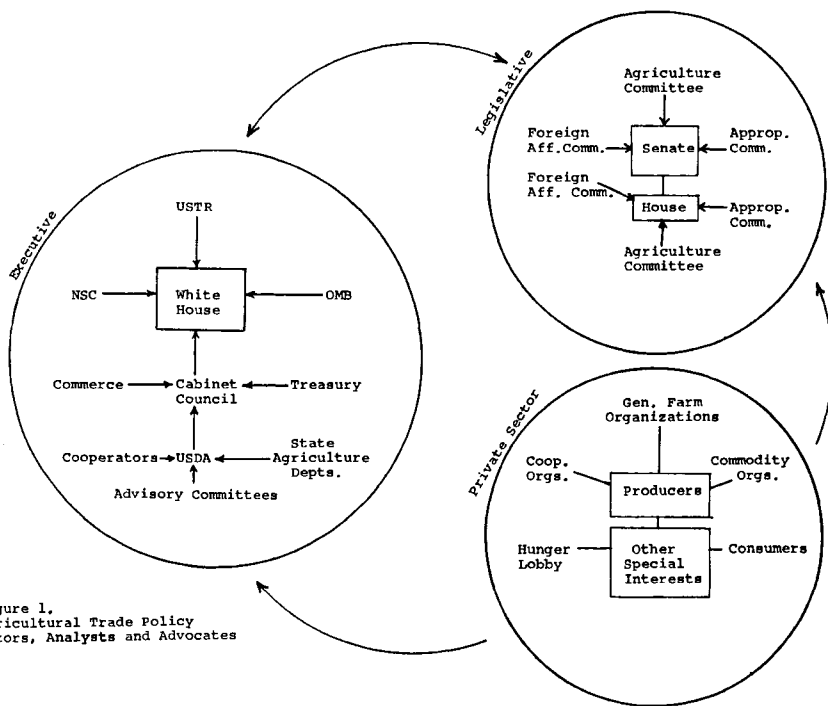 Executive
USTR
NSC
White
House
OMB
Commerce
Cabinet
Council
Treasury
Cooperators
USDA
State
Agriculture
Depts.
Advisory Committees
Legislative
Agriculture
Committee
Foreign
Aff.Comm.
Senate
Approp.
Comm.
Foreign
Aff. Comm.
House
Approp.
Comm.
Agriculture
Committee
Private Sector
Gen. Farm
Organizations
Coop.
Orgs.
Producers
Commodity
Orgs.
Hunger
Lobby
Other
Special
Interests
Consumers
gure 1.
ricultural Trade Policy
tors, Analysts and Advocates